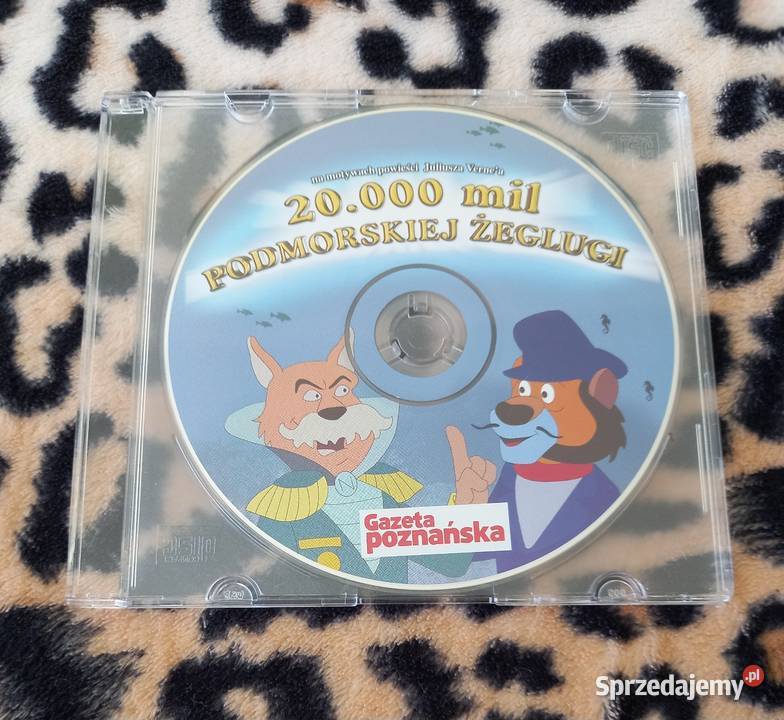 na motywach powieści Juliusza Verne'a
20.000 mil
PODMORSKIEJ ŻEGLUGI
N
Gazeta
poznańska
Sprzedajemy.pl